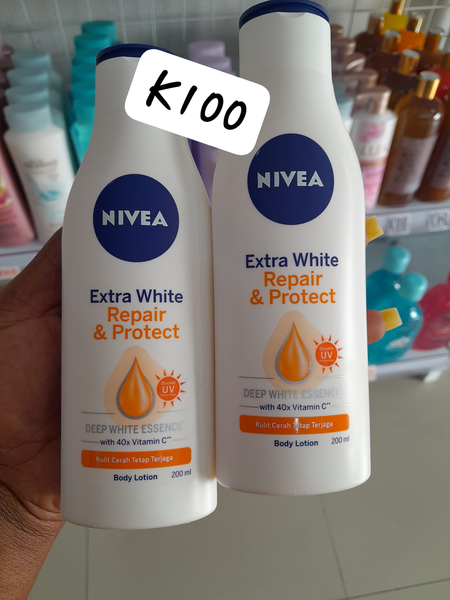 K100
NIVEA
Extra White
Repair
& Protect
Double
UV
DEEP WHITE ESSENCE
with 40x Vitamin C**
Kulit Cerah Tetap Terjaga
200 ml
Body Lotion
NIVEA
Extra White
Repair
& Protect
Double
UV
DEEP WHITE ESSENCE
with 40x Vitamin C**
Kulit Cerah Tetap Terjaga
Body Lotion 200 ml